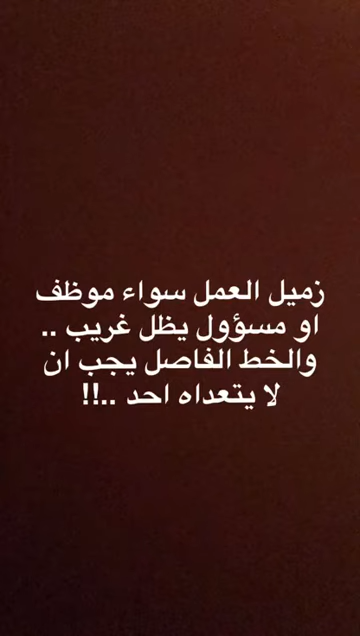 زميل العمل سواء موظف
او مسؤول يظل غريب ..
والخط الفاصل يجب ان
لا يتعداه احد ..!!